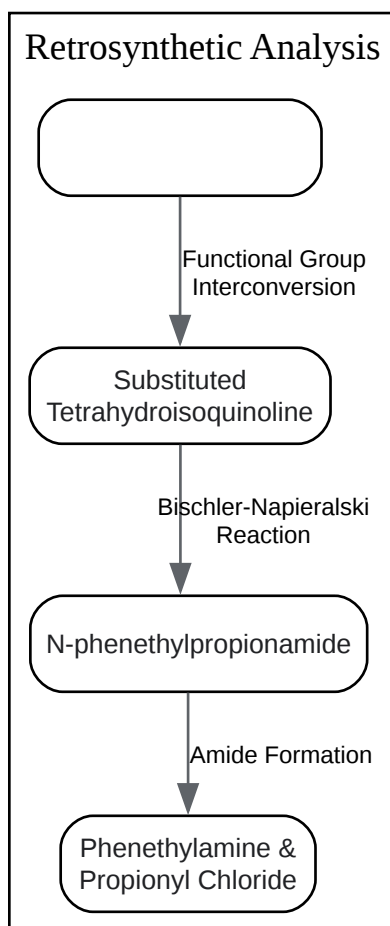 Retrosynthetic Analysis
Functional Group
Interconversion
Substituted
Tetrahydroisoquinoline
Bischler-Napieralski
Reaction
N-phenethylpropionamide
Amide Formation
Phenethylamine &
Propionyl Chloride